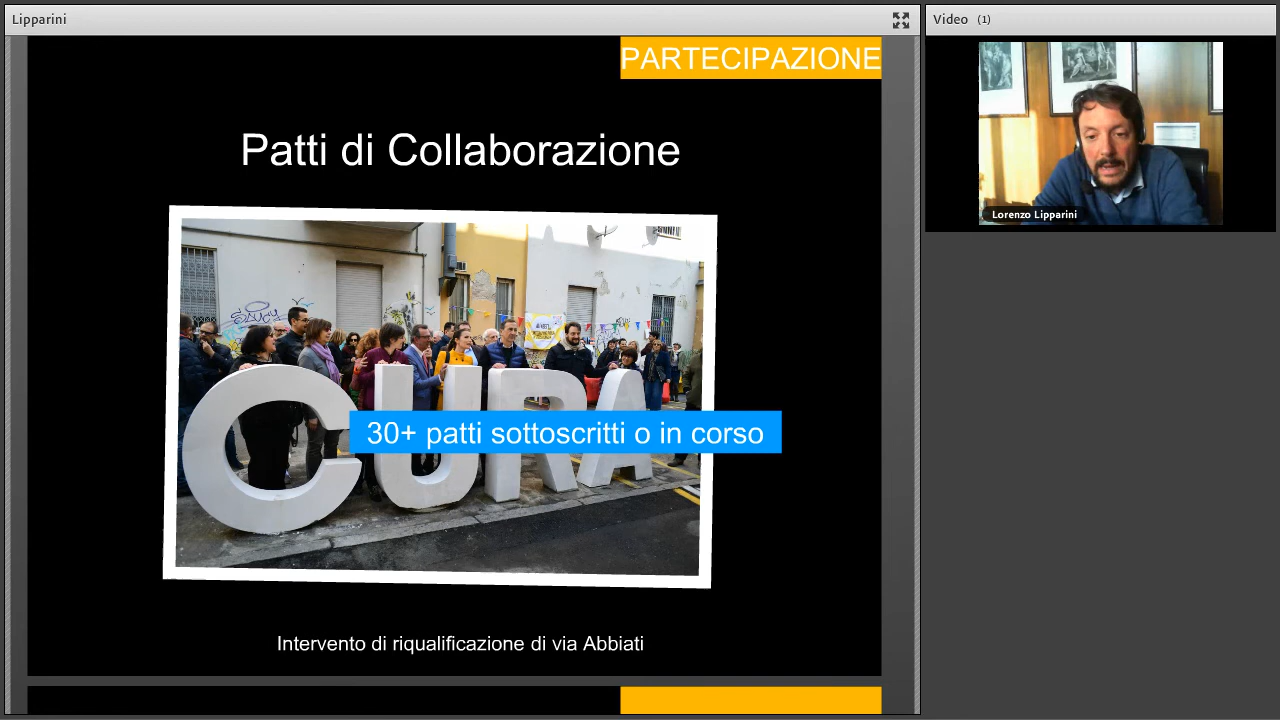 Lipparini
Video (1)
PARTECIPAZIONE
Patti di Collaborazione
CURA
30+ patti sottoscritti o in corso
Intervento di riqualificazione di via Abbiati
Lorenzo Lipparini